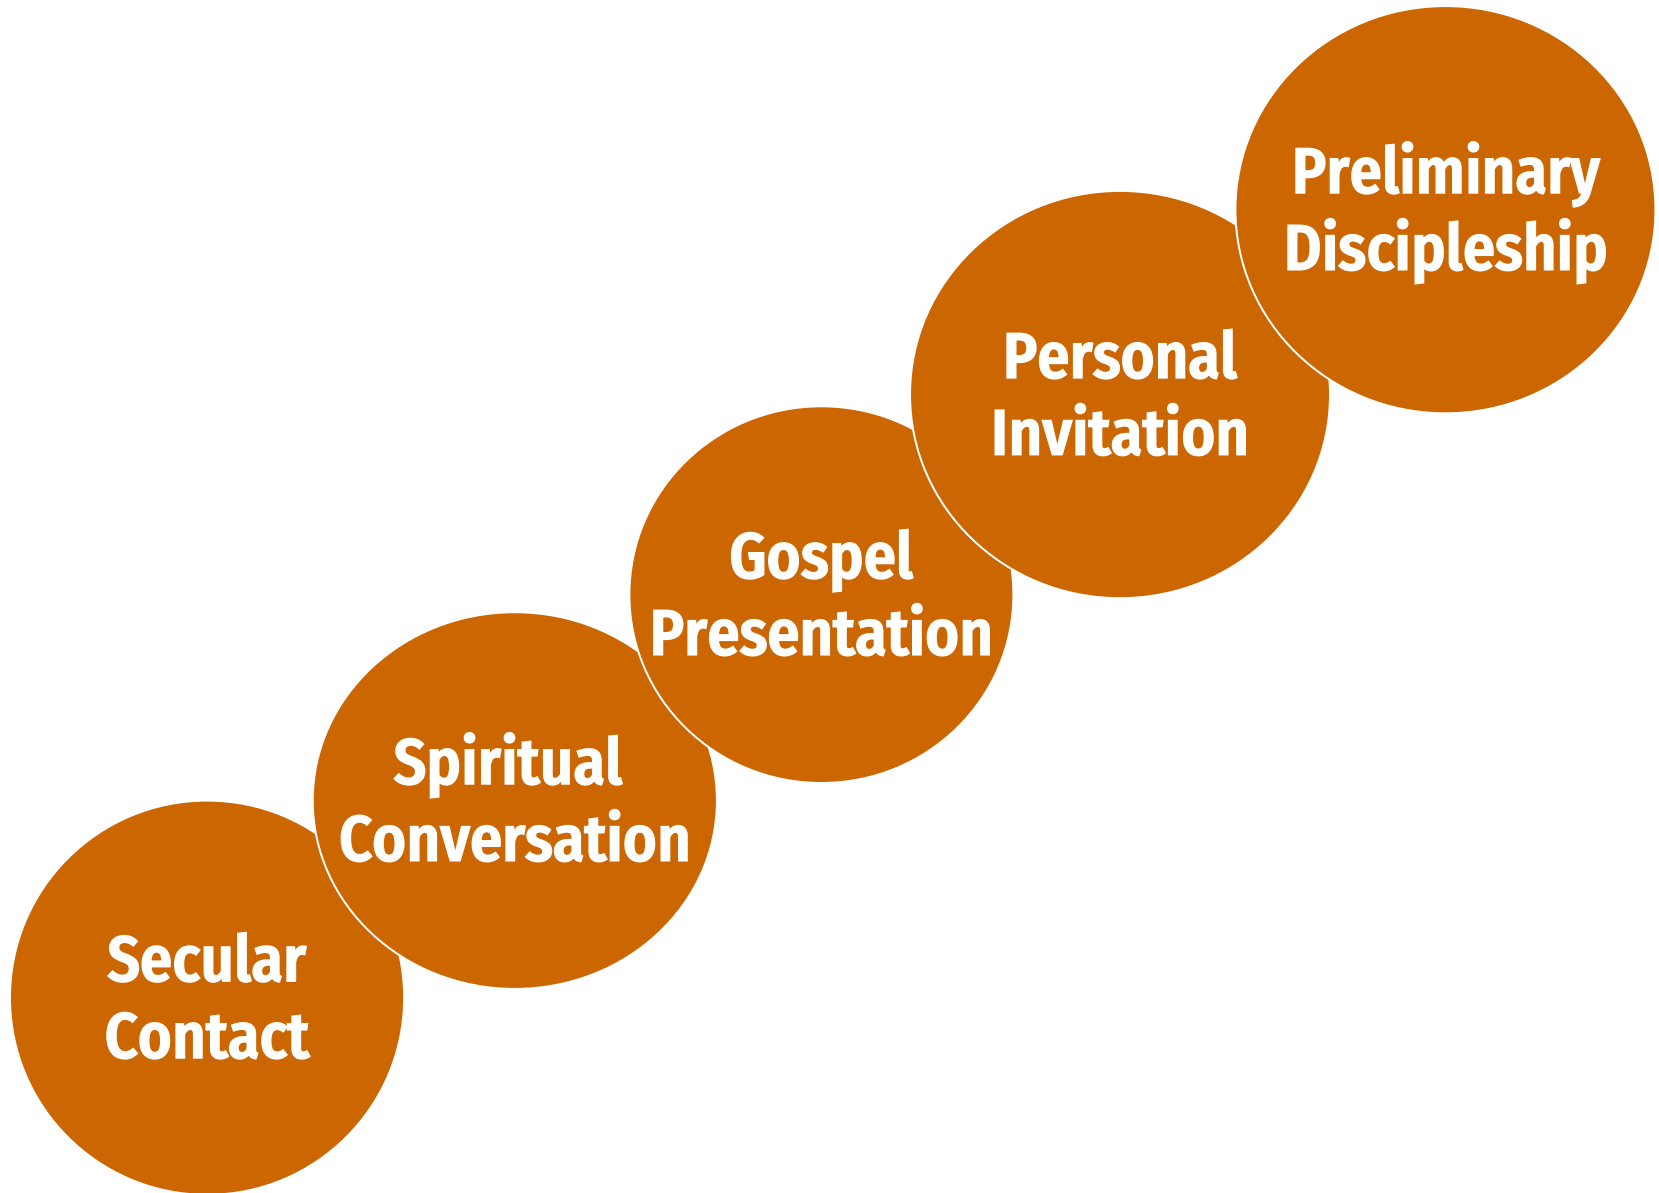 Preliminary
Discipleship
Personal
Invitation
Gospel
Presentation
Spiritual
Conversation
Secular
Contact